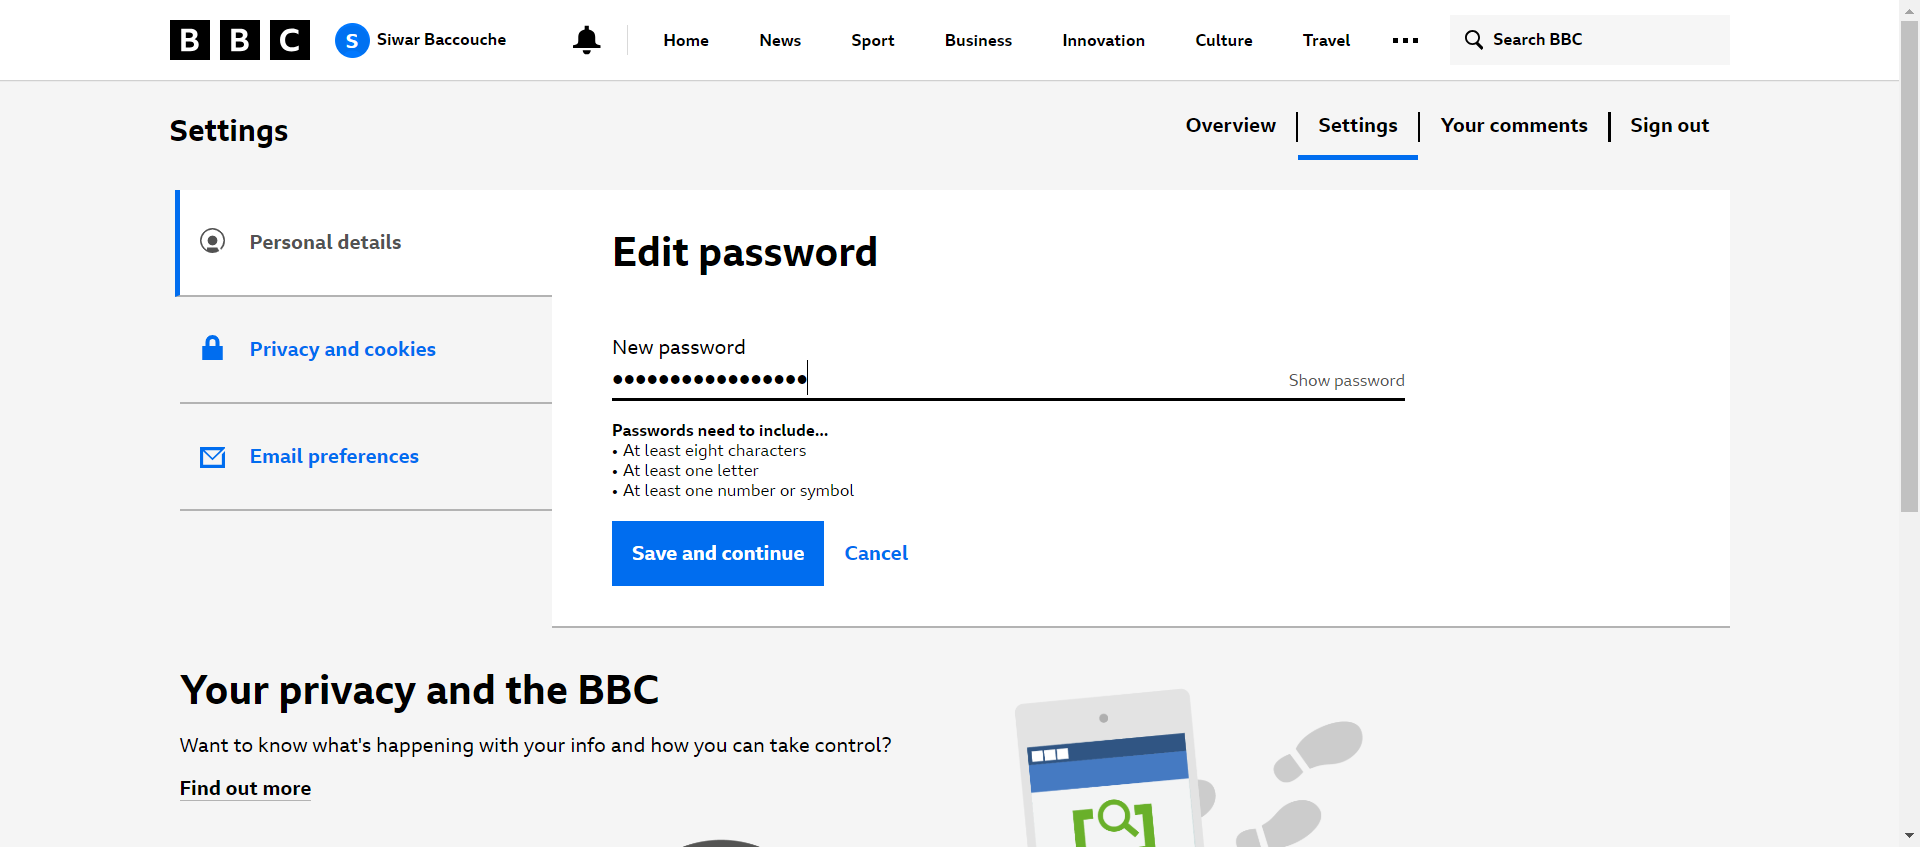 BBC
S Siwar Baccouche
Home News Sport Business Innovation Culture Travel
Search BBC
Settings
Overview Settings Your comments Sign out
Personal details
Privacy and cookies
Email preferences
Edit password
New password
•••••••••••••••••
Show password
Passwords need to include...
• At least eight characters
• At least one letter
• At least one number or symbol
Save and continue Cancel
Your privacy and the BBC
Want to know what's happening with your info and how you can take control?
Find out more